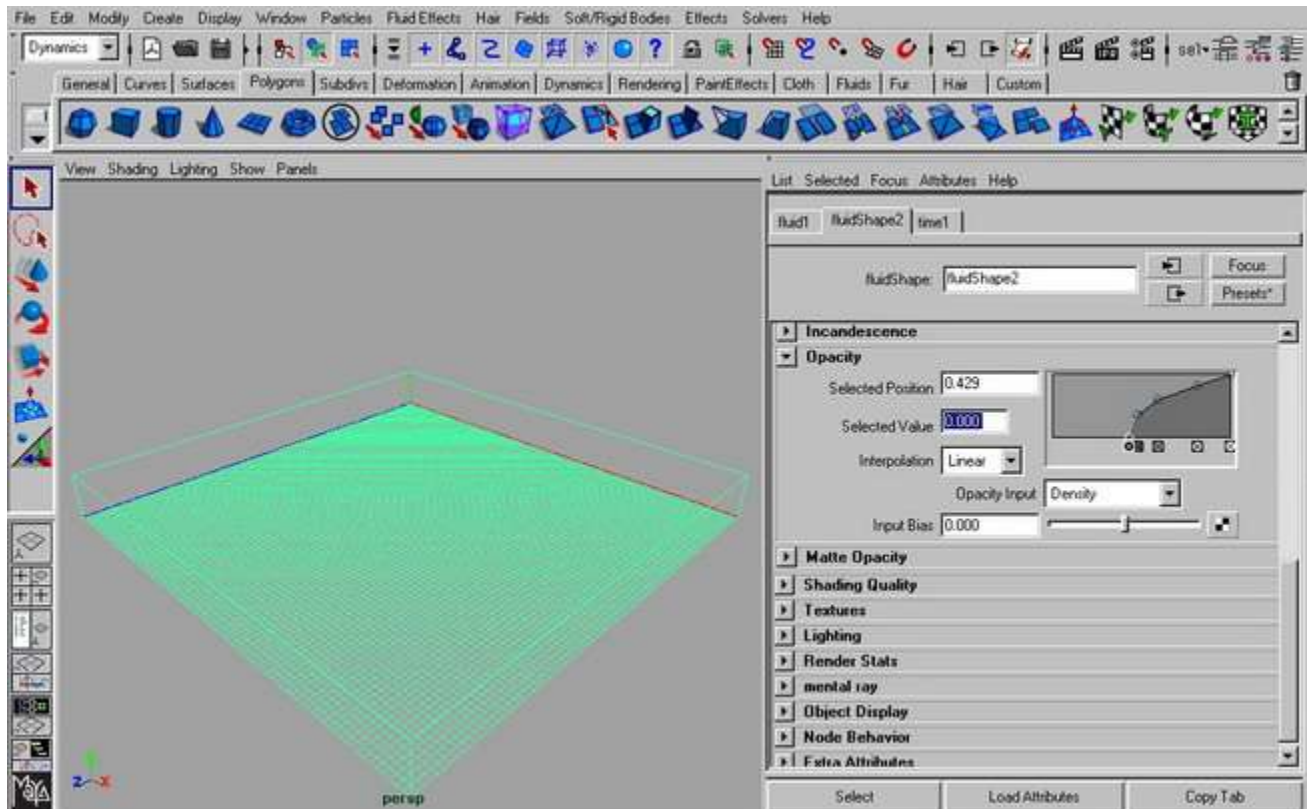 File Edit Modify Create Display Window Particles Fluid Effects Hair Fields Soft/Rigid Bodies Effects Solvers Help
Dynamics sel
General Curves Surfaces Polygons Subdivs Deformation Animation Dynamics Rendering PaintEffects Cloth Fluids Fur Hair Custom
View Shading Lighting Show Panels
List Selected Focus Attributes Help
fluid1 fluidShape2 time1
fluidShape: fluidShape2 Focus
Presets*
Incandescence
Opacity
Selected Position 0.429
Selected Value 0.000
Interpolation Linear
Opacity Input Density
Input Bias 0.000
Matte Opacity
Shading Quality
Textures
Lighting
Render Stats
mental ray
Object Display
Node Behavior
Extra Attributes
z x
persp
Maya
Select Load Attributes Copy Tab